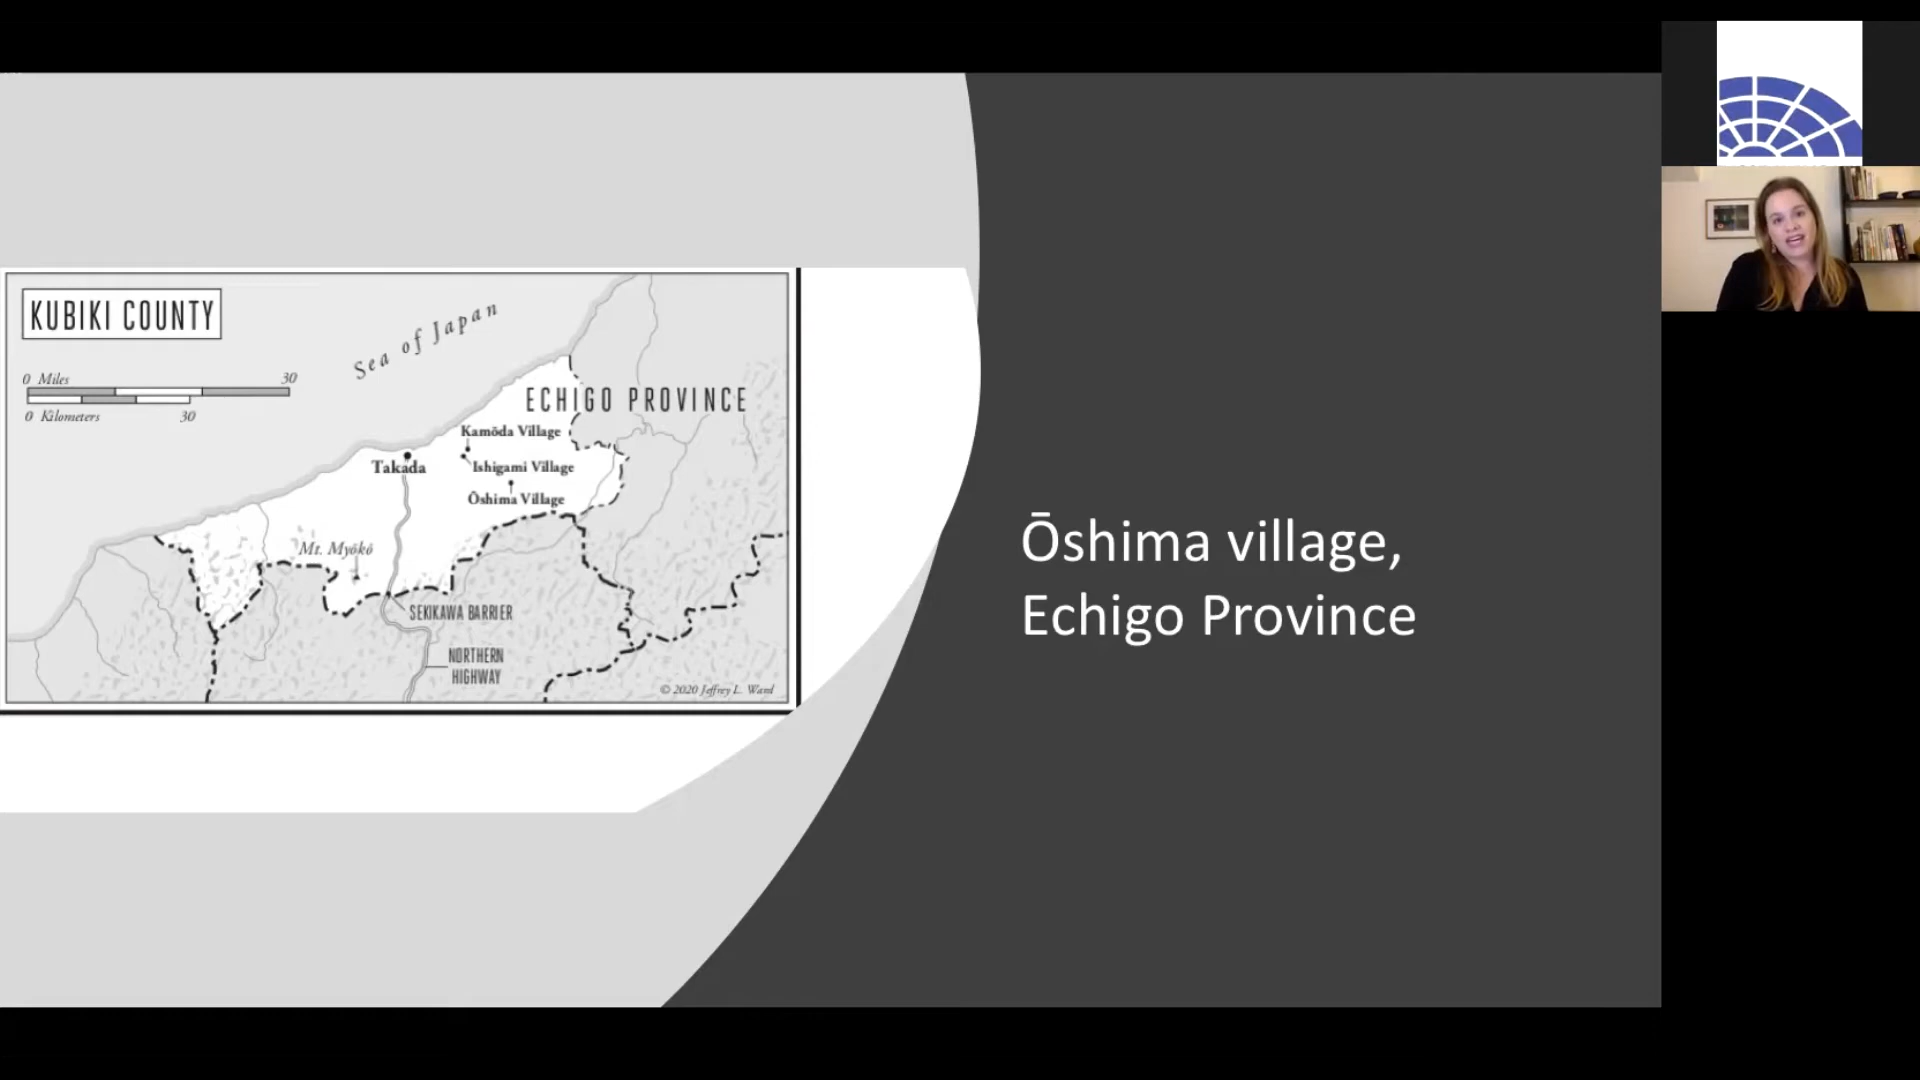 KUBIKI COUNTY
Sea of Japan
0 Miles 30
0 Kilometers 30
ECHIGO PROVINCE
Kamōda Village
Takada
Ishigami Village
Ōshima Village
Mt. Myōkō
SEKIKAWA BARRIER
NORTHERN
HIGHWAY
© 2020 Jeffrey L. Ward
Ōshima village,
Echigo Province